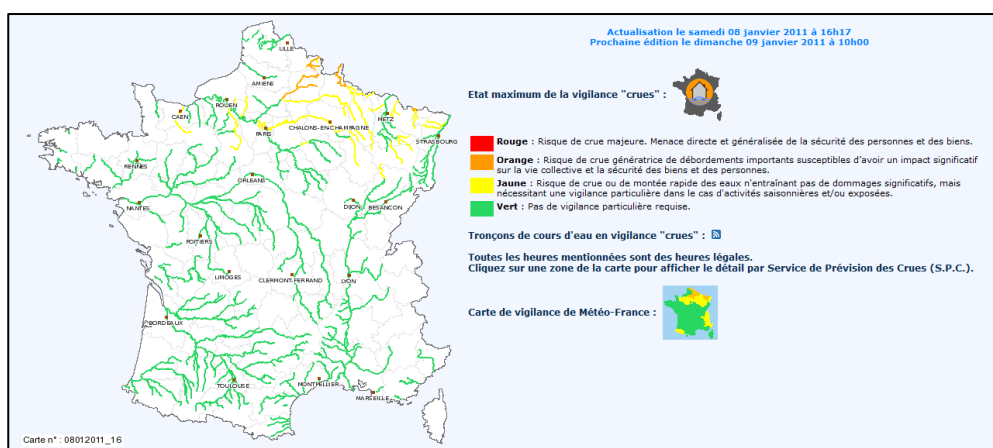 Actualisation le samedi 08 janvier 2011 à 16h17
Prochaine édition le dimanche 09 janvier 2011 à 10h00
Etat maximum de la vigilance "crues" :
Rouge : Risque de crue majeure. Menace directe et généralisée de la sécurité des personnes et des biens.
Orange : Risque de crue génératrice de débordements importants susceptibles d'avoir un impact significatif
sur la vie collective et la sécurité des biens et des personnes.
Jaune : Risque de crue ou de montée rapide des eaux n'entraînant pas de dommages significatifs, mais
nécessitant une vigilance particulière dans le cas d'activités saisonnières et/ou exposées.
Vert : Pas de vigilance particulière requise.
Tronçons de cours d'eau en vigilance "crues" :
Toutes les heures mentionnées sont des heures légales.
Cliquez sur une zone de la carte pour afficher le détail par Service de Prévision des Crues (S.P.C.).
Carte de vigilance de Météo-France :
LILLE
AMIENS
ROUEN
CAEN
METZ
PARIS
CHALONS-EN-CHAMPAGNE
STRASBOURG
RENNES
ORLEANS
NANTES
DIJON
BESANCON
POITIERS
LIMOGES
CLERMONT-FERRAND
LYON
BORDEAUX
TOULOUSE
MONTPELLIER
MARSEILLE
Carte n° : 08012011_16